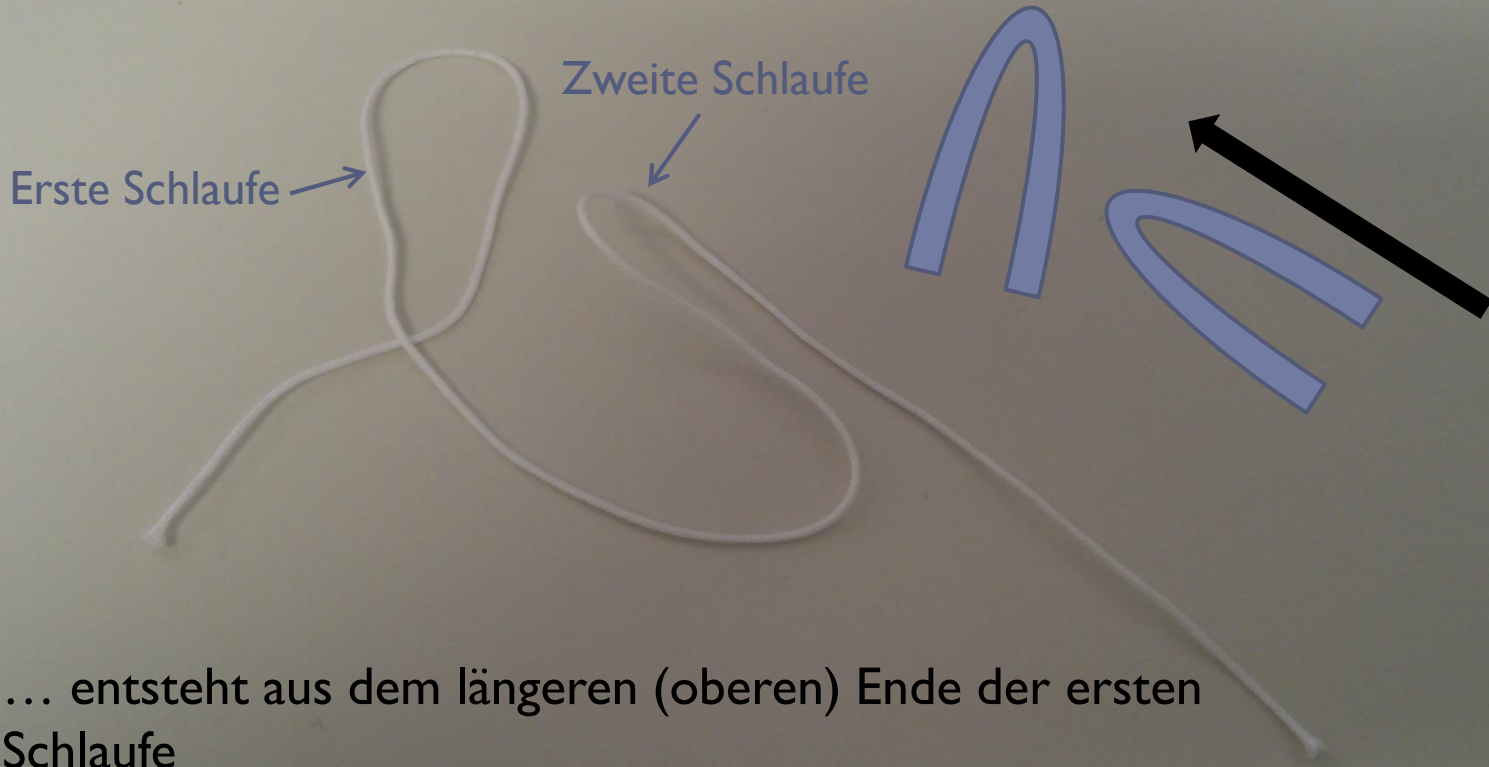 Zweite Schlaufe
Erste Schlaufe
… entsteht aus dem längeren (oberen) Ende der ersten
Schlaufe